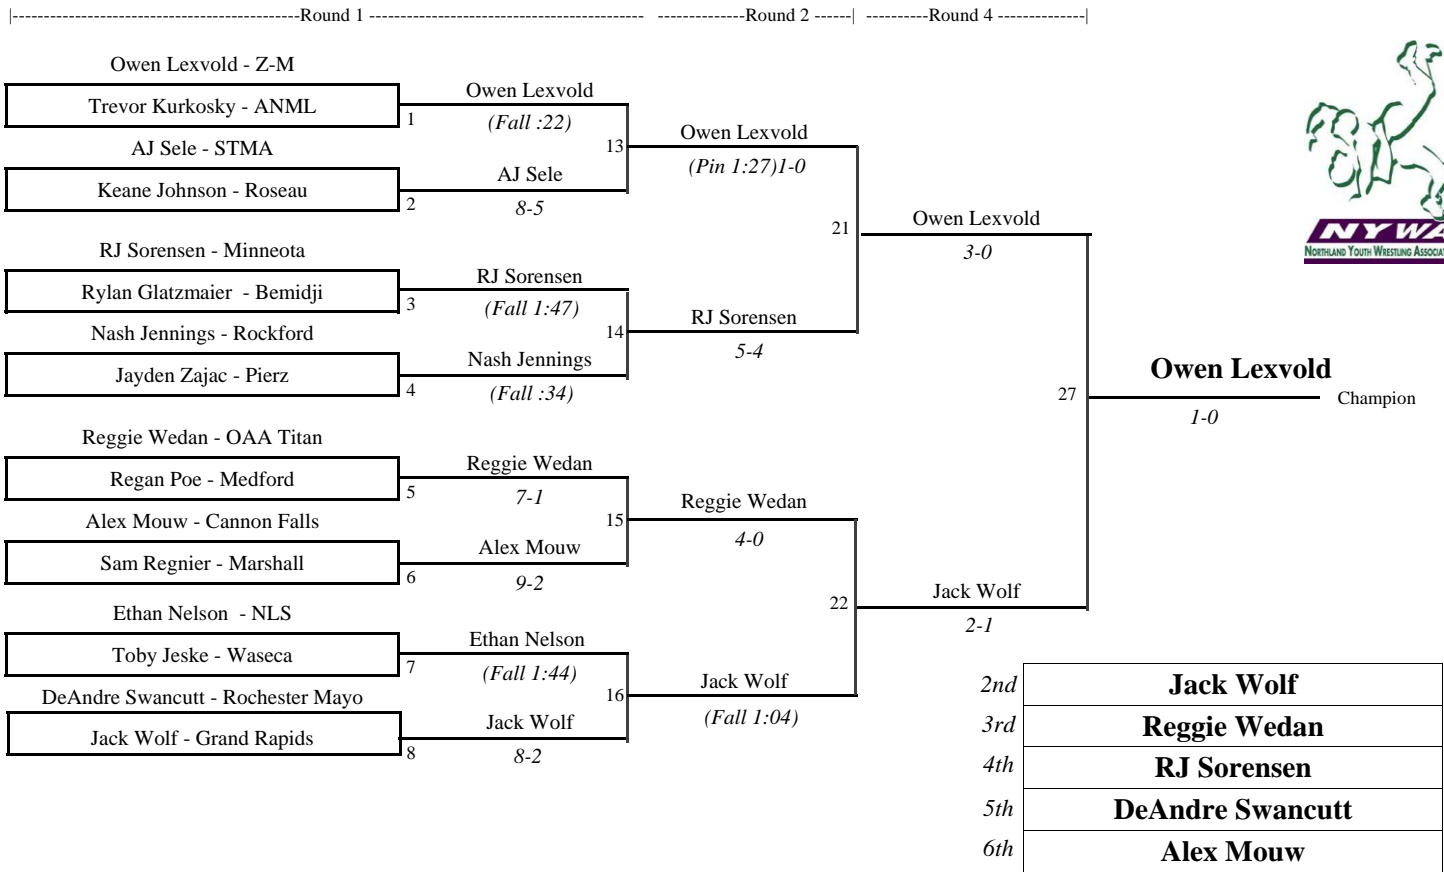 |----------------------------------------------Round 1 -------------------------------------------- --------------Round 2 ------| ----------Round 4 --------------|
Owen Lexvold - Z-M
Trevor Kurkosky - ANML
1
Owen Lexvold
(Fall :22)
AJ Sele - STMA
Keane Johnson - Roseau
2
AJ Sele
8-5
13
Owen Lexvold
(Pin 1:27)1-0
RJ Sorensen - Minneota
Rylan Glatzmaier - Bemidji
3
RJ Sorensen
(Fall 1:47)
Nash Jennings - Rockford
Jayden Zajac - Pierz
4
Nash Jennings
(Fall :34)
14
RJ Sorensen
5-4
21
Owen Lexvold
3-0
Reggie Wedan - OAA Titan
Regan Poe - Medford
5
Reggie Wedan
7-1
Alex Mouw - Cannon Falls
Sam Regnier - Marshall
6
Alex Mouw
9-2
15
Reggie Wedan
4-0
Ethan Nelson - NLS
Toby Jeske - Waseca
7
Ethan Nelson
(Fall 1:44)
DeAndre Swancutt - Rochester Mayo
Jack Wolf - Grand Rapids
8
Jack Wolf
8-2
16
Jack Wolf
(Fall 1:04)
22
Jack Wolf
2-1
27
Owen Lexvold
Champion
1-0
NYWA
NORTHLAND YOUTH WRESTLING
2nd Jack Wolf
3rd Reggie Wedan
4th RJ Sorensen
5th DeAndre Swancutt
6th Alex Mouw